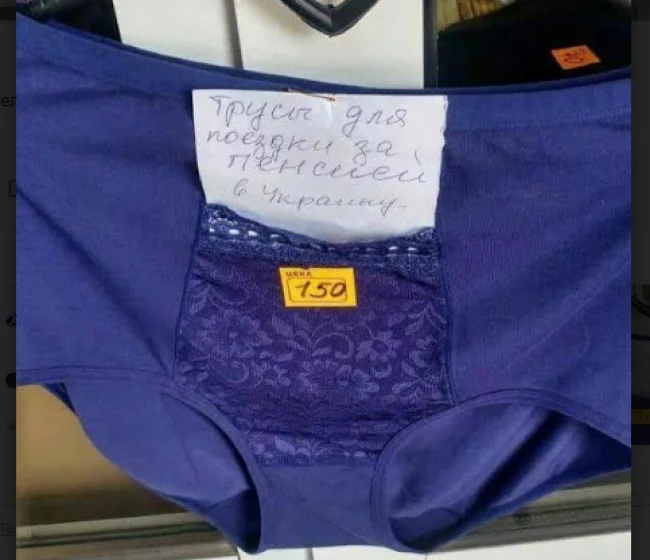 Трусы для
поездки за
пенсией
в Украину
ЦЕНА
150